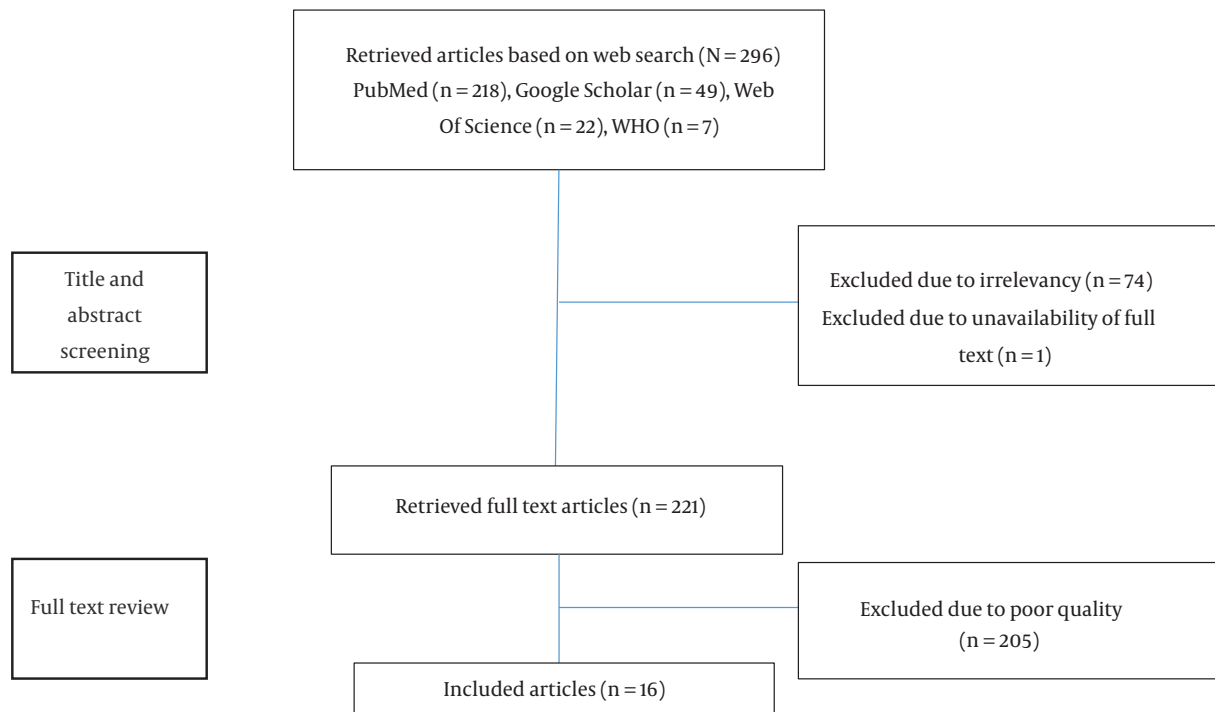 Retrieved articles based on web search (N = 296)
PubMed (n = 218), Google Scholar (n = 49), Web
Of Science (n = 22), WHO (n = 7)
Title and
abstract
screening
Excluded due to irrelevancy (n = 74)
Excluded due to unavailability of full
text (n = 1)
Retrieved full text articles (n = 221)
Full text review
Excluded due to poor quality
(n = 205)
Included articles (n = 16)